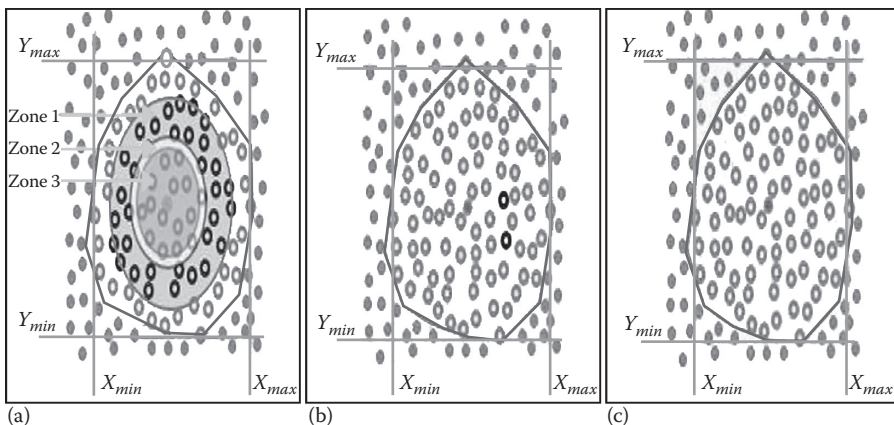 Y_max
Zone 1
Zone 2
Zone 3
Y_min
X_min
X_max
(a)
Y_max
Y_min
X_min
X_max
(b)
Y_max
Y_min
X_min
X_max
(c)